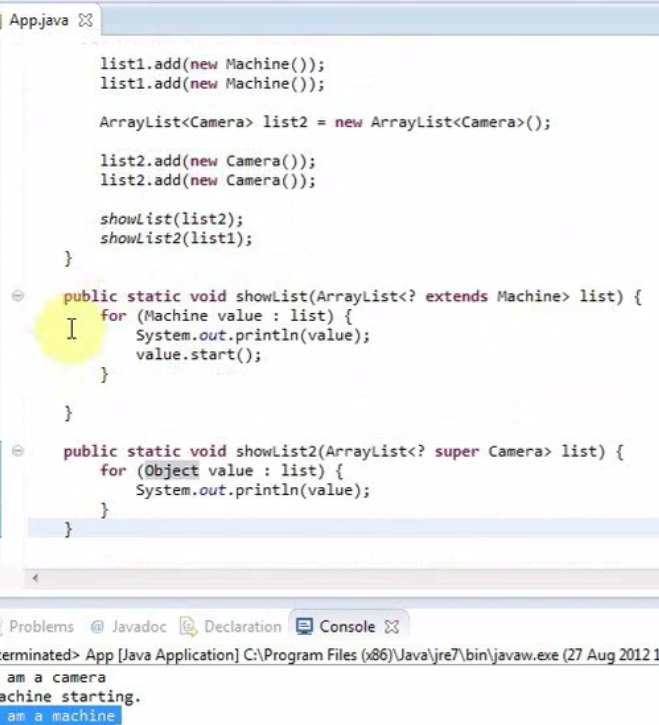 App.java
list1.add(new Machine());
list1.add(new Machine());
ArrayList<Camera> list2 = new ArrayList<Camera>();
list2.add(new Camera());
list2.add(new Camera());
showList(list2);
showList2(list1);
}
public static void showList(ArrayList<? extends Machine> list) {
for (Machine value : list) {
System.out.println(value);
value.start();
}
}
public static void showList2(ArrayList<? super Camera> list) {
for (Object value : list) {
System.out.println(value);
}
}
Problems @ Javadoc Declaration Console
terminated> App [Java Application] C:\Program Files (x86)\Java\jre7\bin\javaw.exe (27 Aug 2012 1
am a camera
achine starting.
am a machine